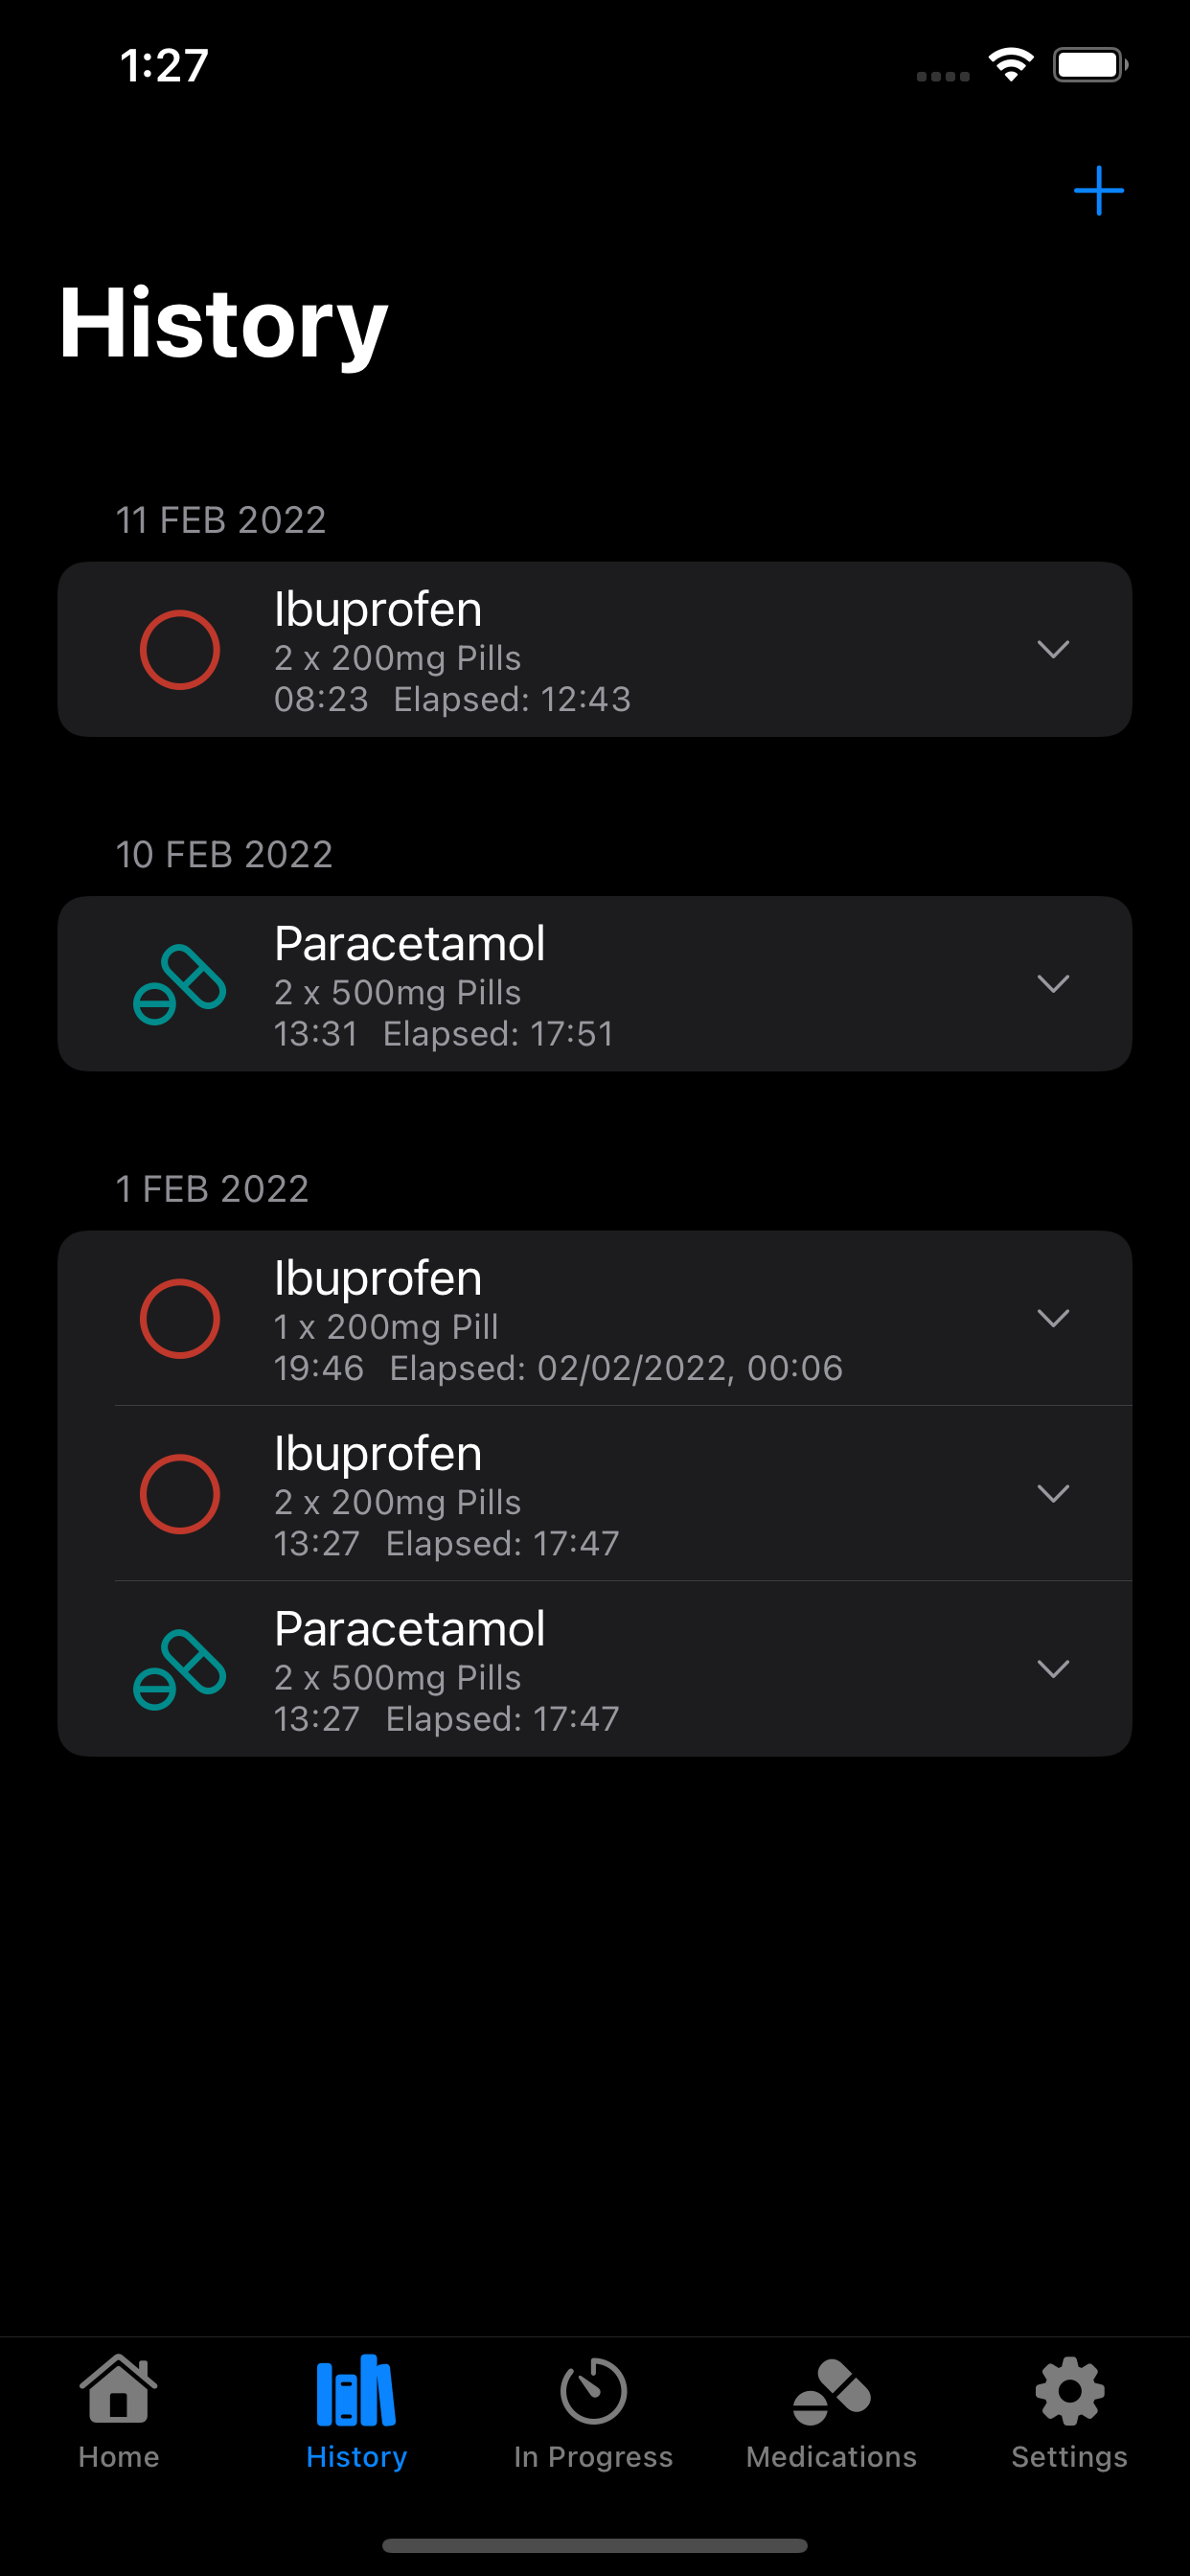 1:27
History
11 FEB 2022
Ibuprofen
2 x 200mg Pills
08:23 Elapsed: 12:43
10 FEB 2022
Paracetamol
2 x 500mg Pills
13:31 Elapsed: 17:51
1 FEB 2022
Ibuprofen
1 x 200mg Pill
19:46 Elapsed: 02/02/2022, 00:06
Ibuprofen
2 x 200mg Pills
13:27 Elapsed: 17:47
Paracetamol
2 x 500mg Pills
13:27 Elapsed: 17:47
Home History In Progress Medications Settings